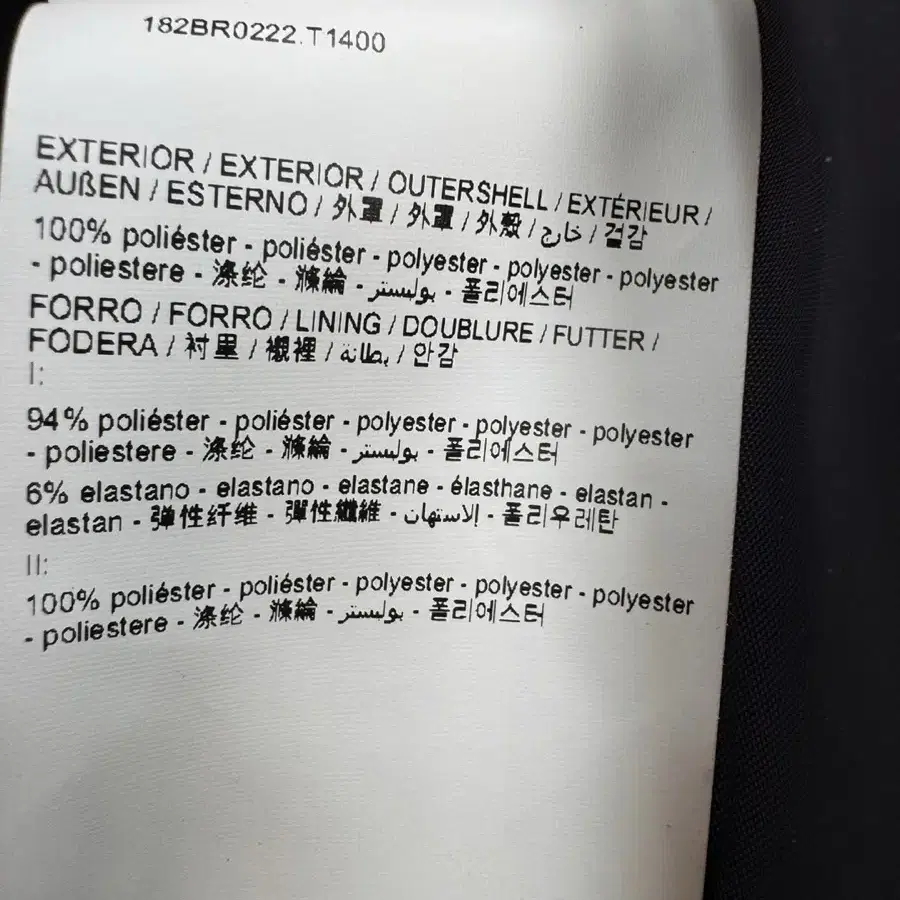 182BR0222.T1400
EXTERIOR / EXTERIOR / OUTERSHELL / EXTÉRIEUR /
AUßEN / ESTERNO / 外罩 / 外罩 / 外殼 / خارج / 겉감
100% poliéster - poliéster - polyester - polyester - polyester
- poliestere - 涤纶 - 滌綸 - بوليستر - 폴리에스터
FORRO / FORRO / LINING / DOUBLURE / FUTTER /
FODERA / 衬里 / 襯裡 / بطانة / 안감
I:
94% poliéster - poliéster - polyester - polyester - polyester
- poliestere - 涤纶 - 滌綸 - بوليستر - 폴리에스터
6% elastano - elastano - elastane - élasthane - elastan -
elastan - 弹性纤维 - 彈性纖維 - الاستهان - 폴리우레탄
II:
100% poliéster - poliéster - polyester - polyester - polyester
- poliestere - 涤纶 - 滌綸 - بوليستر - 폴리에스터